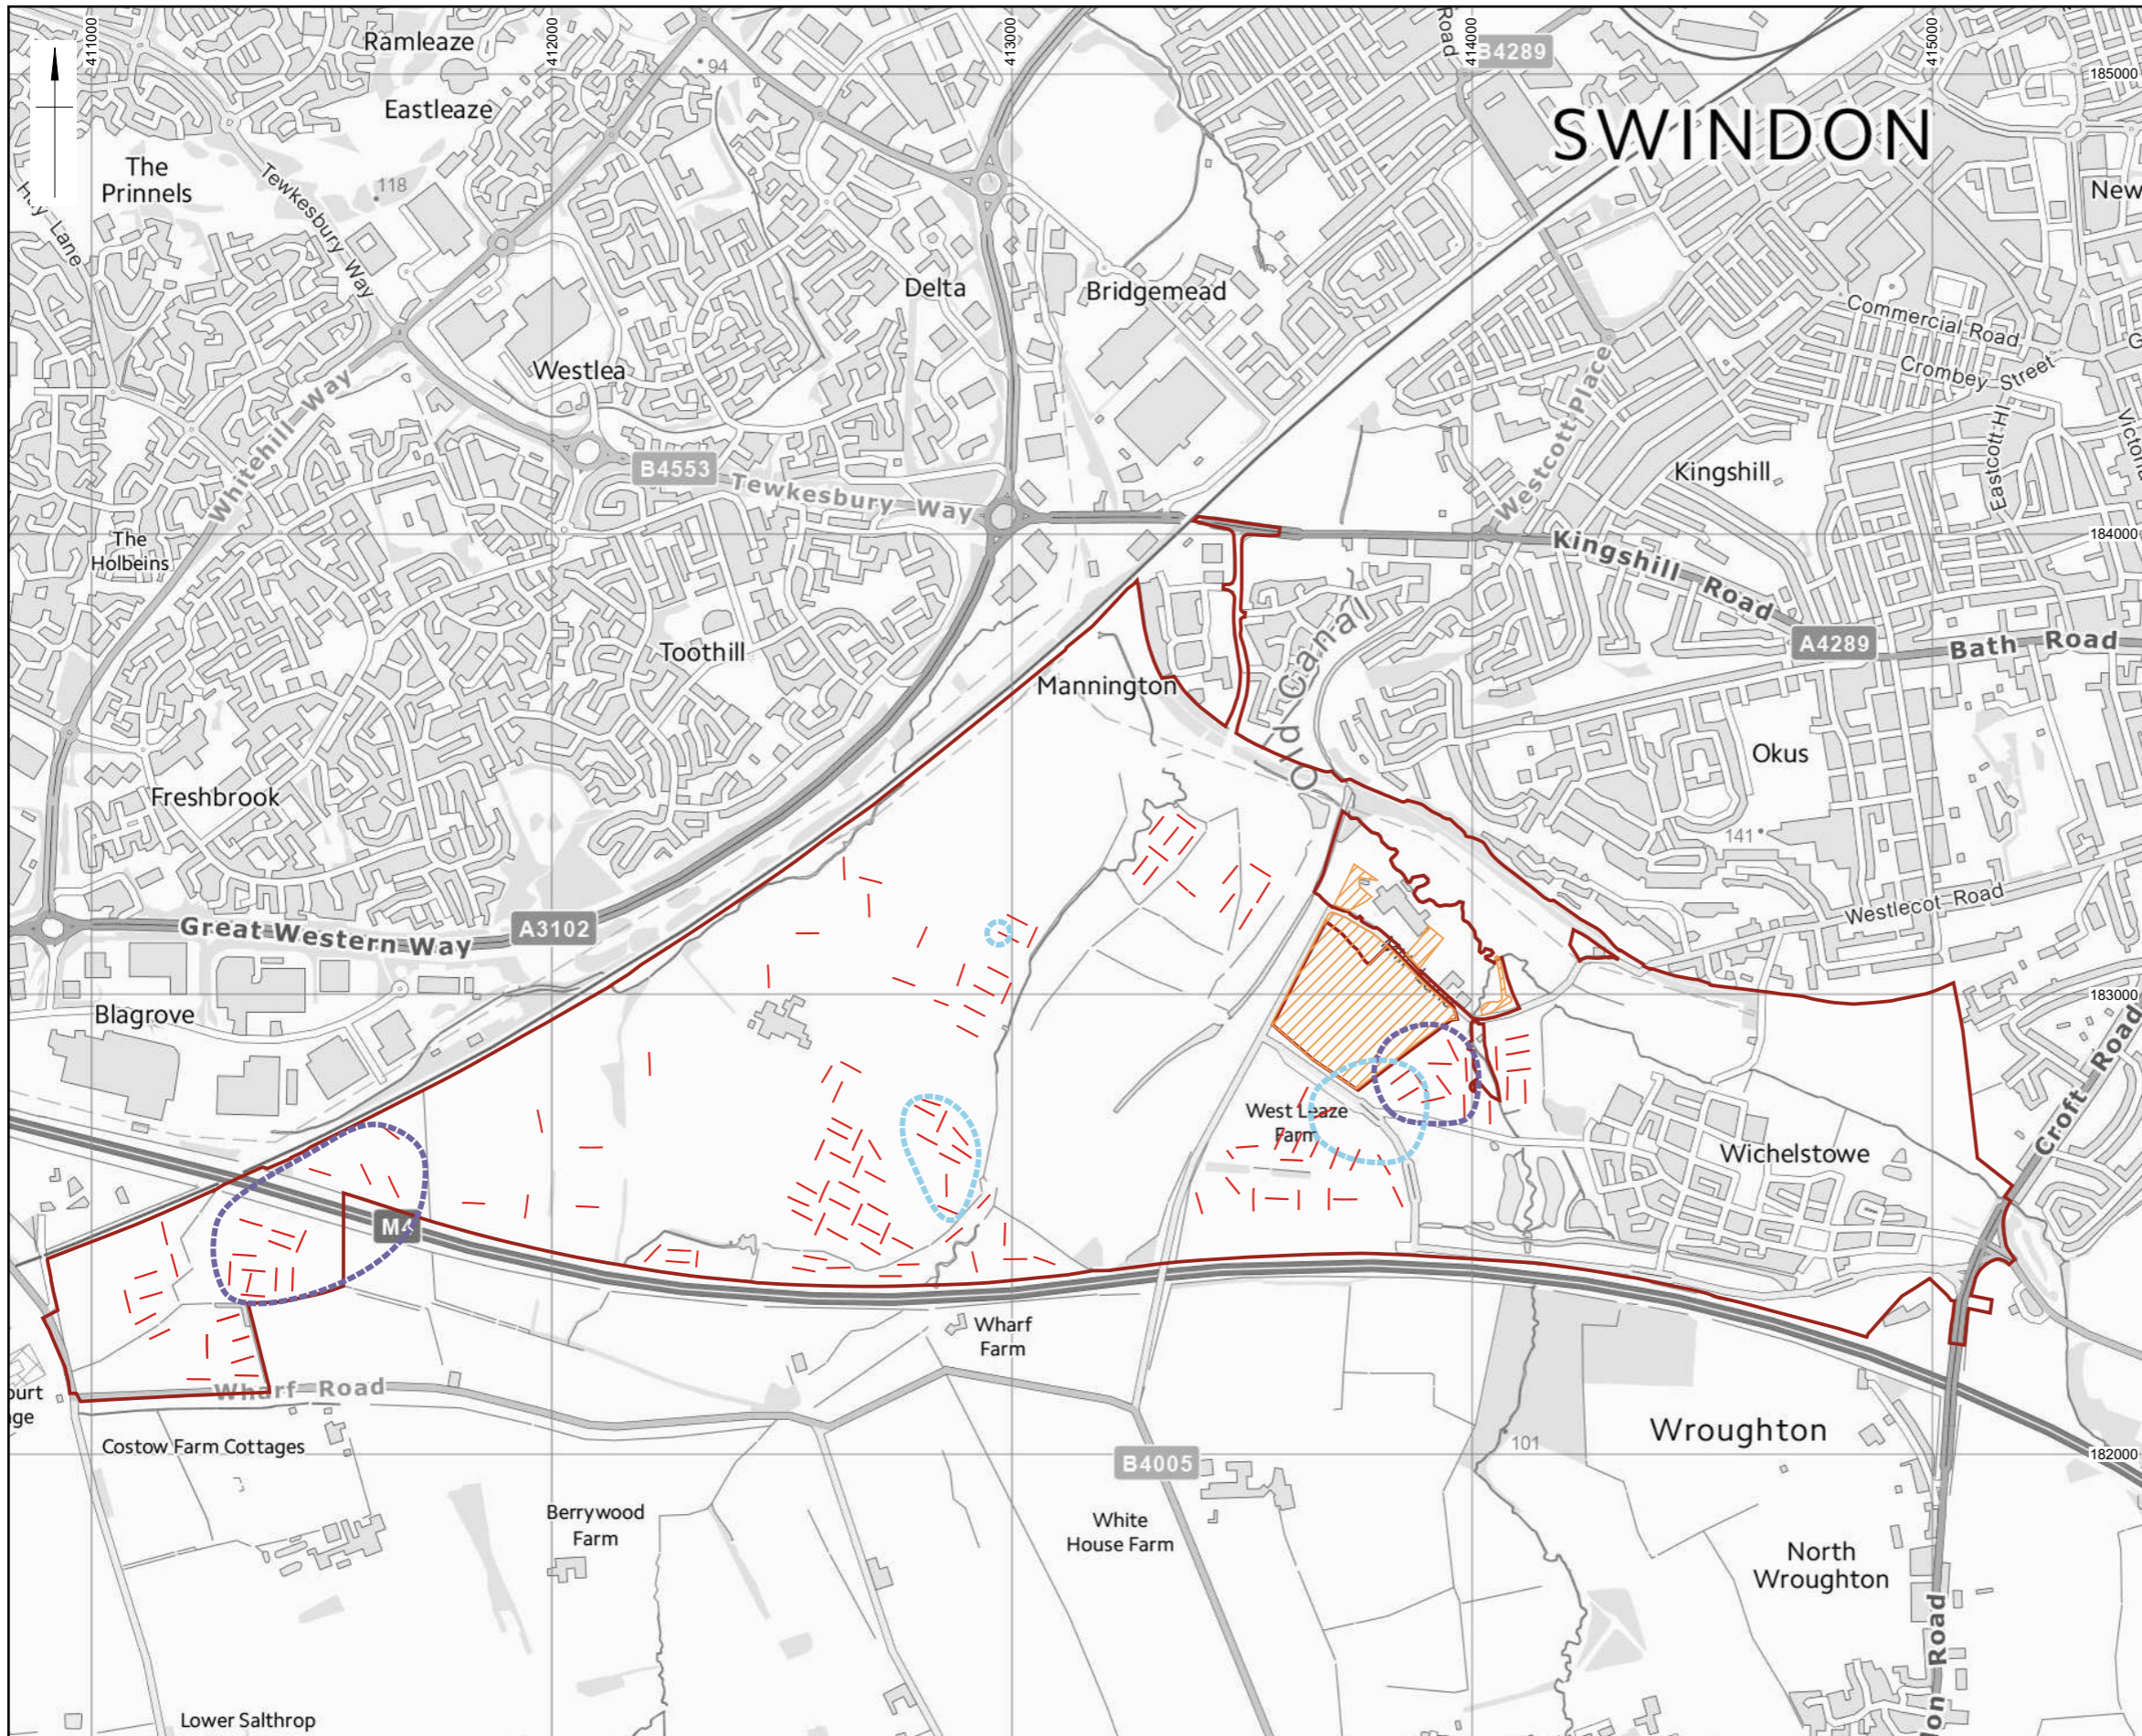 411000
412000
413000
414000
415000
Ramleaze
Road
B4289
94
185000
Eastleaze
SWINDON
The
Prinnels
118
Tewkesbury Way
New
Lane
Delta
Bridgemead
Commercial Road
Westlea
Crombey Street
Whitehill Way
Westcott Place
B4553
Tewkesbury Way
Kingshill
184000
The
Holbeins
Kingshill Road
Toothill
A4289
Bath Road
Mannington
Old Canal
Okus
Freshbrook
141
Westlecot Road
Great Western Way
A3102
183000
Blagrove
Croft Road
West Leaze
Farm
Wichelstowe
M4
Wharf
Farm
Wharf Road
Wroughton
Costow Farm Cottages
101
182000
B4005
Berrywood
Farm
White
House Farm
North
Wroughton
Road
Lower Salthrop